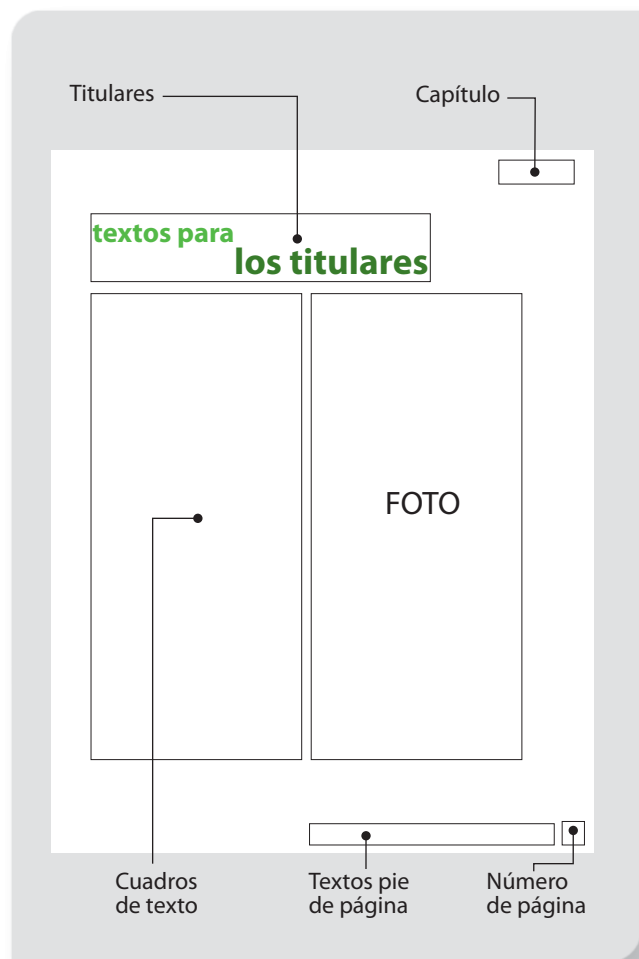 Titulares
Capítulo
textos para
los titulares
FOTO
Cuadros
de texto
Textos pie
de página
Número
de página